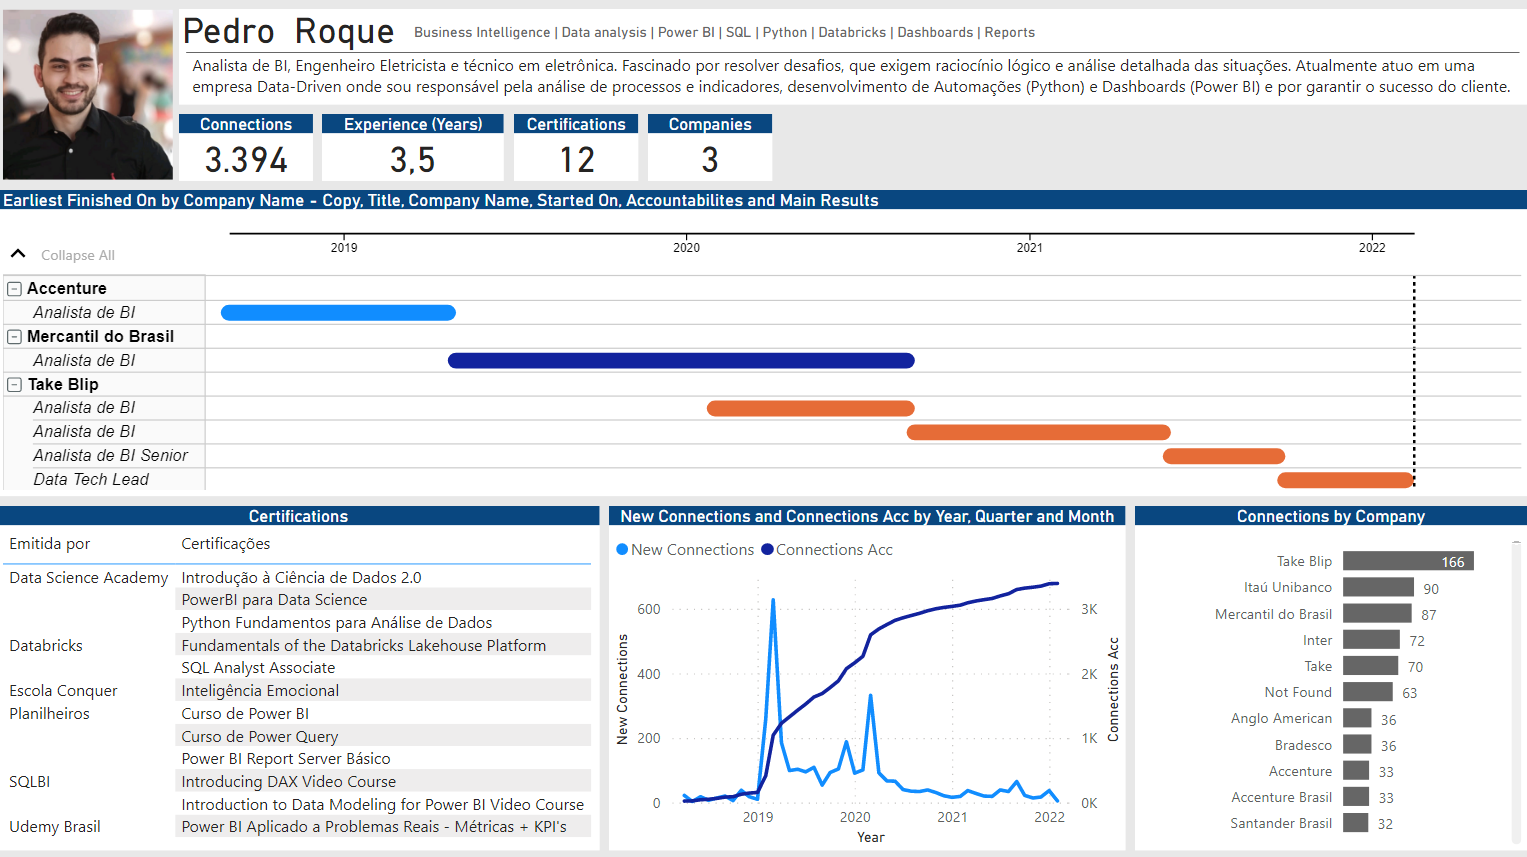 Pedro Roque
Business Intelligence | Data analysis | Power BI | SQL | Python | Databricks | Dashboards | Reports
Analista de BI, Engenheiro Eletricista e técnico em eletrônica. Fascinado por resolver desafios, que exigem raciocínio lógico e análise detalhada das situações. Atualmente atuo em uma
empresa Data-Driven onde sou responsável pela análise de processos e indicadores, desenvolvimento de Automações (Python) e Dashboards (Power BI) e por garantir o sucesso do cliente.
Connections
3.394
Experience (Years)
3,5
Certifications
12
Companies
3
Earliest Finished On by Company Name - Copy, Title, Company Name, Started On, Accountabilites and Main Results
2019 2020 2021 2022
Collapse All
Accenture
Analista de BI
Mercantil do Brasil
Analista de BI
Take Blip
Analista de BI
Analista de BI
Analista de BI Senior
Data Tech Lead
Certifications
Emitida por Certificações
Data Science Academy Introdução à Ciência de Dados 2.0
PowerBI para Data Science
Python Fundamentos para Análise de Dados
Databricks Fundamentals of the Databricks Lakehouse Platform
SQL Analyst Associate
Escola Conquer Inteligência Emocional
Planilheiros Curso de Power BI
Curso de Power Query
Power BI Report Server Básico
SQLBI Introducing DAX Video Course
Introduction to Data Modeling for Power BI Video Course
Udemy Brasil Power BI Aplicado a Problemas Reais - Métricas + KPI's
New Connections and Connections Acc by Year, Quarter and Month
New Connections Connections Acc
New Connections
600
400
200
0
3K
2K
1K
0K
Connections Acc
2019 2020 2021 2022
Year
Connections by Company
Take Blip 166
Itaú Unibanco 90
Mercantil do Brasil 87
Inter 72
Take 70
Not Found 63
Anglo American 36
Bradesco 36
Accenture 33
Accenture Brasil 33
Santander Brasil 32